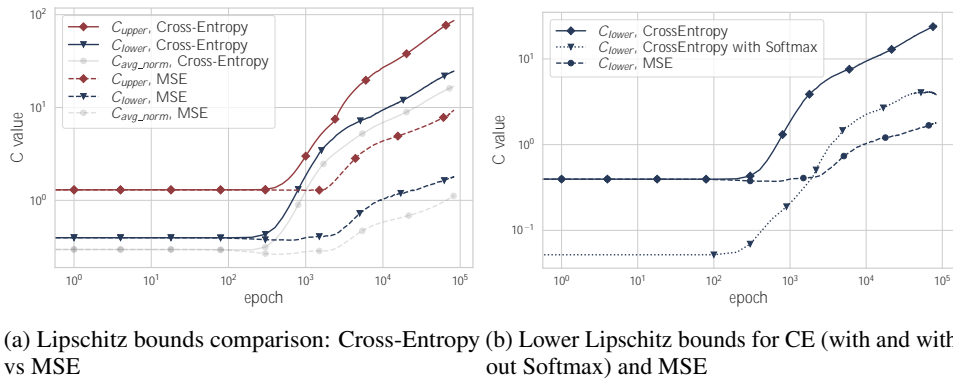 10²
10¹
10⁰
C value
C_upper, Cross-Entropy
C_lower, Cross-Entropy
C_avg_norm, Cross-Entropy
C_upper, MSE
C_lower, MSE
C_avg_norm, MSE
10⁰ 10¹ 10² 10³ 10⁴ 10⁵
epoch
10¹
10⁰
10⁻¹
C value
C_lower, CrossEntropy
C_lower, CrossEntropy with Softmax
C_lower, MSE
10⁰ 10¹ 10² 10³ 10⁴ 10⁵
epoch
(a) Lipschitz bounds comparison: Cross-Entropy
vs MSE
(b) Lower Lipschitz bounds for CE (with and with
out Softmax) and MSE